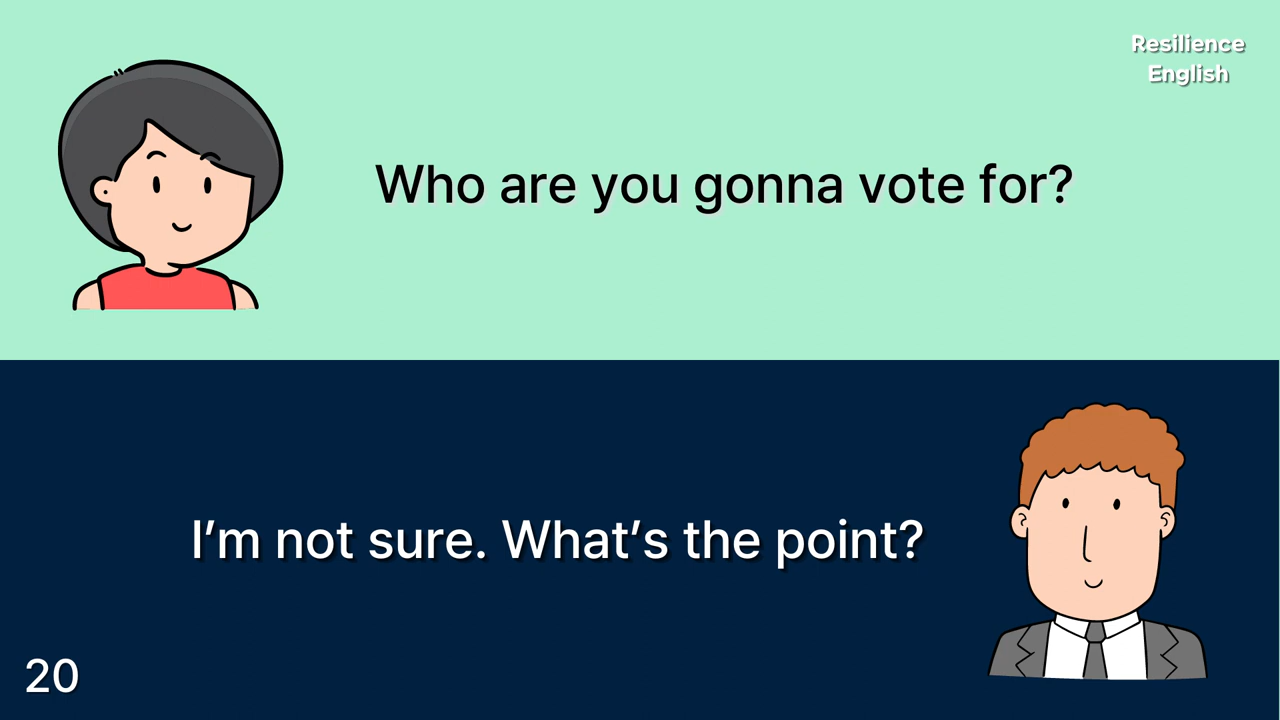 Resilience
English
Who are you gonna vote for?
I’m not sure. What’s the point?
20